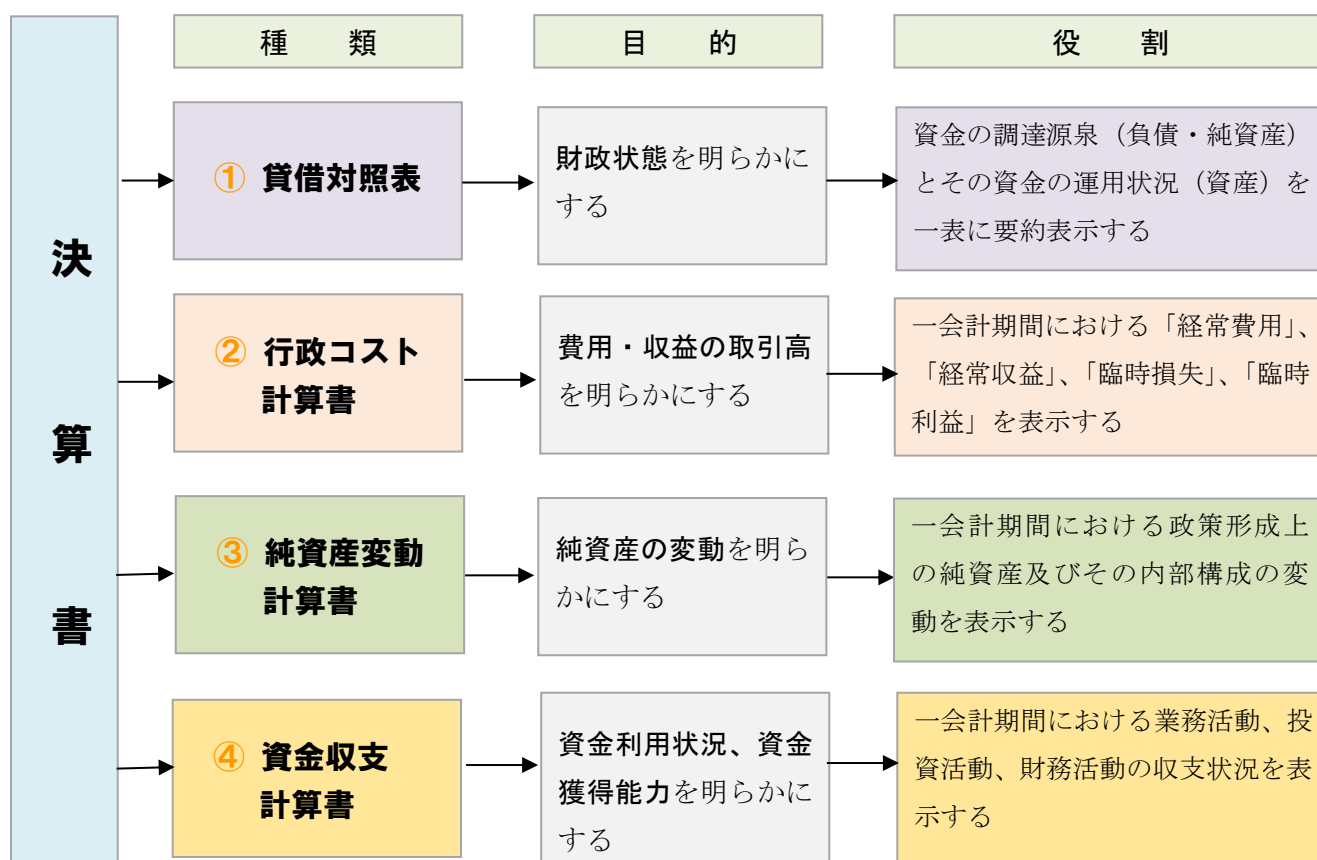 決算書
種類
目的
役割
① 貸借対照表
財政状態を明らかに
する
資金の調達源泉（負債・純資産）
とその資金の運用状況（資産）を
一表に要約表示する
② 行政コスト
計算書
費用・収益の取引高
を明らかにする
一会計期間における「経常費用」、
「経常収益」、「臨時損失」、「臨時
利益」を表示する
③ 純資産変動
計算書
純資産の変動を明ら
かにする
一会計期間における政策形成上
の純資産及びその内部構成の変
動を表示する
④ 資金収支
計算書
資金利用状況、資金
獲得能力を明らかに
する
一会計期間における業務活動、投
資活動、財務活動の収支状況を表
示する